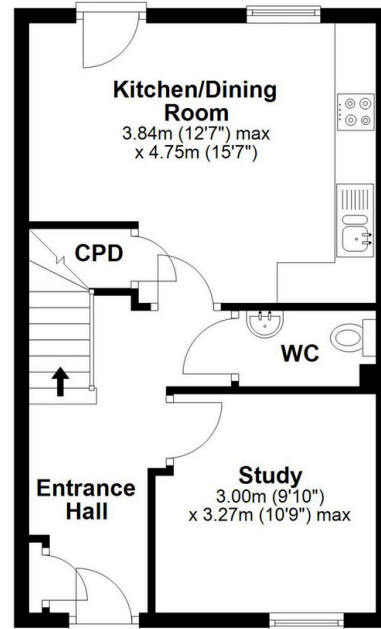 Kitchen/Dining
Room
3.84m (12'7") max
x 4.75m (15'7")
CPD
WC
Entrance
Hall
Study
3.00m (9'10")
x 3.27m (10'9") max